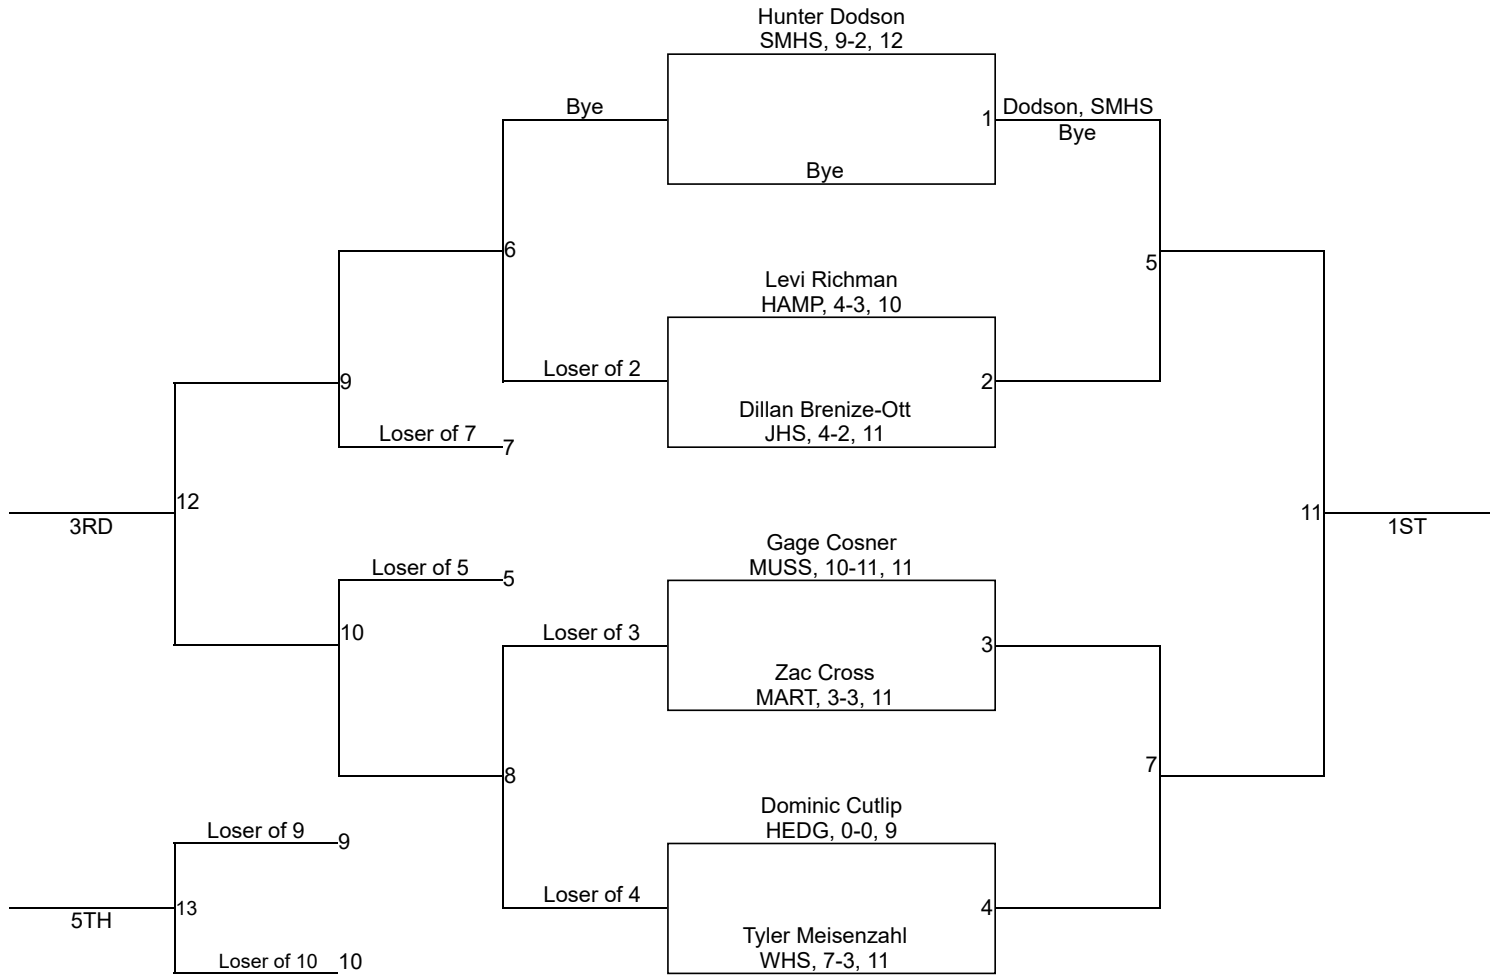 Hunter Dodson
SMHS, 9-2, 12
Bye
1
Dodson, SMHS
Bye
Bye
6
5
Levi Richman
HAMP, 4-3, 10
Loser of 2
2
9
Dillan Brenize-Ott
JHS, 4-2, 11
Loser of 7
7
12
3RD
11
1ST
Gage Cosner
MUSS, 10-11, 11
Loser of 5
5
10
Loser of 3
3
Zac Cross
MART, 3-3, 11
8
7
Dominic Cutlip
HEDG, 0-0, 9
Loser of 9
9
Loser of 4
4
13
5TH
Tyler Meisenzahl
WHS, 7-3, 11
Loser of 10
10